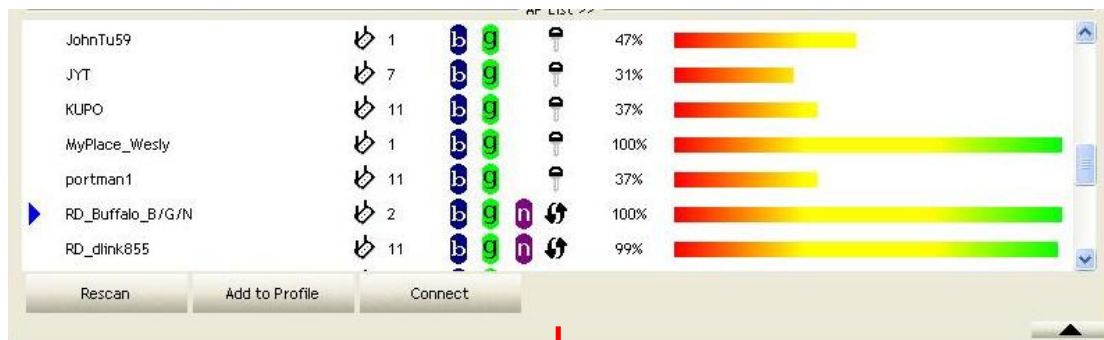 AP List >>
JohnTu59 1 b g 47%
JYT 7 b g 31%
KUPO 11 b g 37%
MyPlace_Wesly 1 b g 100%
portman1 11 b g 37%
RD_Buffalo_B/G/N 2 b g n 100%
RD_dlink855 11 b g n 99%
Rescan Add to Profile Connect